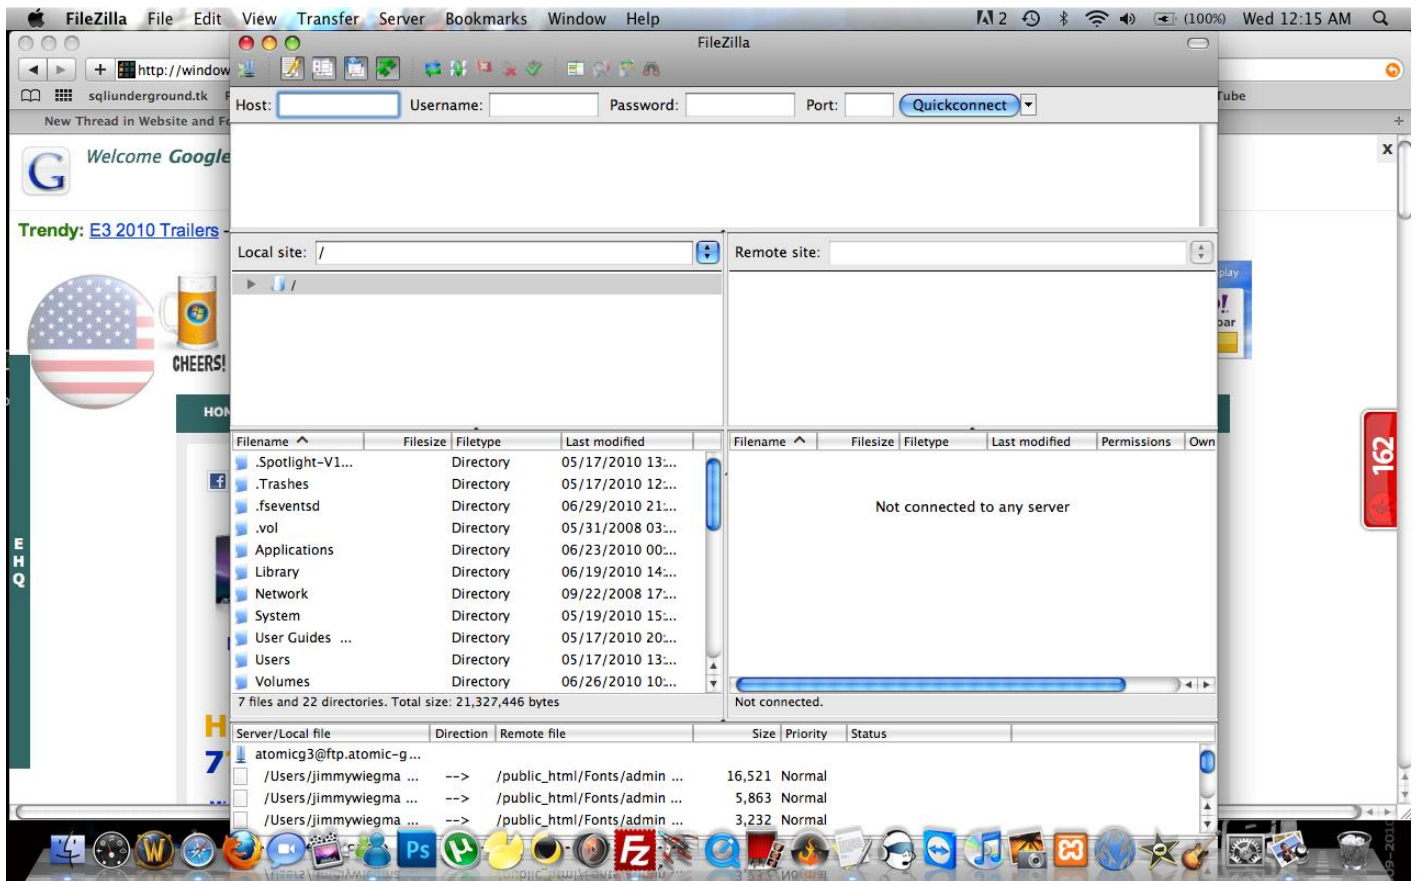 FileZilla File Edit View Transfer Server Bookmarks Window Help 2 (100%) Wed 12:15 AM
FileZilla
http://window
sqliunderground.tk
Tube
Host: Username: Password: Port: Quickconnect
New Thread in Website and Fo
Welcome Google
x
G
Trendy: E3 2010 Trailers -
Local site: / Remote site:
/
play
!
bar
CHEERS!
HOM
Filename Filesize Filetype Last modified
.Spotlight-V1... Directory 05/17/2010 13:...
.Trashes Directory 05/17/2010 12:...
.fseventsd Directory 06/29/2010 21:...
.vol Directory 05/31/2008 03:...
Applications Directory 06/23/2010 00:...
Library Directory 06/19/2010 14:...
Network Directory 09/22/2008 17:...
System Directory 05/19/2010 15:...
User Guides ... Directory 05/17/2010 20:...
Users Directory 05/17/2010 13:...
Volumes Directory 06/26/2010 10:...
7 files and 22 directories. Total size: 21,327,446 bytes
Filename Filesize Filetype Last modified Permissions Own
Not connected to any server
Not connected.
162
E
H
Q
H
7
Server/Local file Direction Remote file Size Priority Status
atomicg3@ftp.atomic-g...
/Users/jimmywiegma ... --> /public_html/Fonts/admin ... 16,521 Normal
/Users/jimmywiegma ... --> /public_html/Fonts/admin ... 5,863 Normal
/Users/jimmywiegma ... --> /public_html/Fonts/admin ... 3,232 Normal
W Ps Fz
09-2010